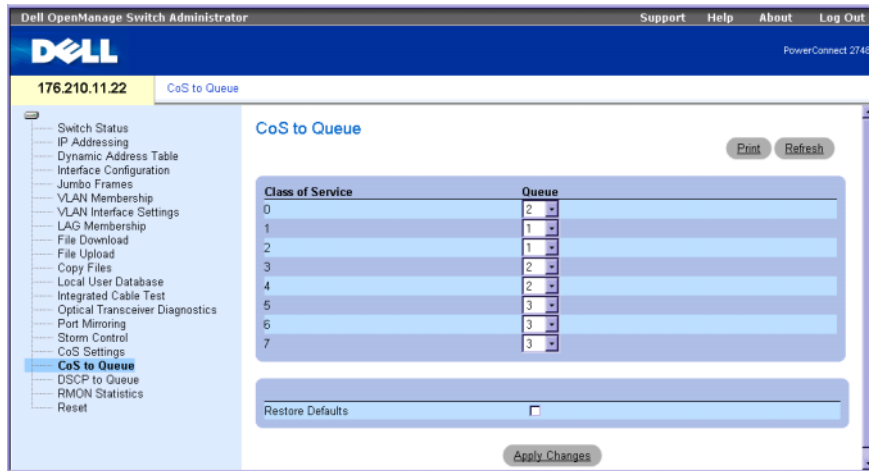 Dell OpenManage Switch Administrator
Support Help About Log Out
DELL
PowerConnect 2748
176.210.11.22
CoS to Queue
Switch Status
IP Addressing
Dynamic Address Table
Interface Configuration
Jumbo Frames
VLAN Membership
VLAN Interface Settings
LAG Membership
File Download
File Upload
Copy Files
Local User Database
Integrated Cable Test
Optical Transceiver Diagnostics
Port Mirroring
Storm Control
CoS Settings
CoS to Queue
DSCP to Queue
RMON Statistics
Reset
CoS to Queue
Print Refresh
Class of Service Queue
0 2
1 1
2 1
3 2
4 2
5 3
6 3
7 3
Restore Defaults
Apply Changes